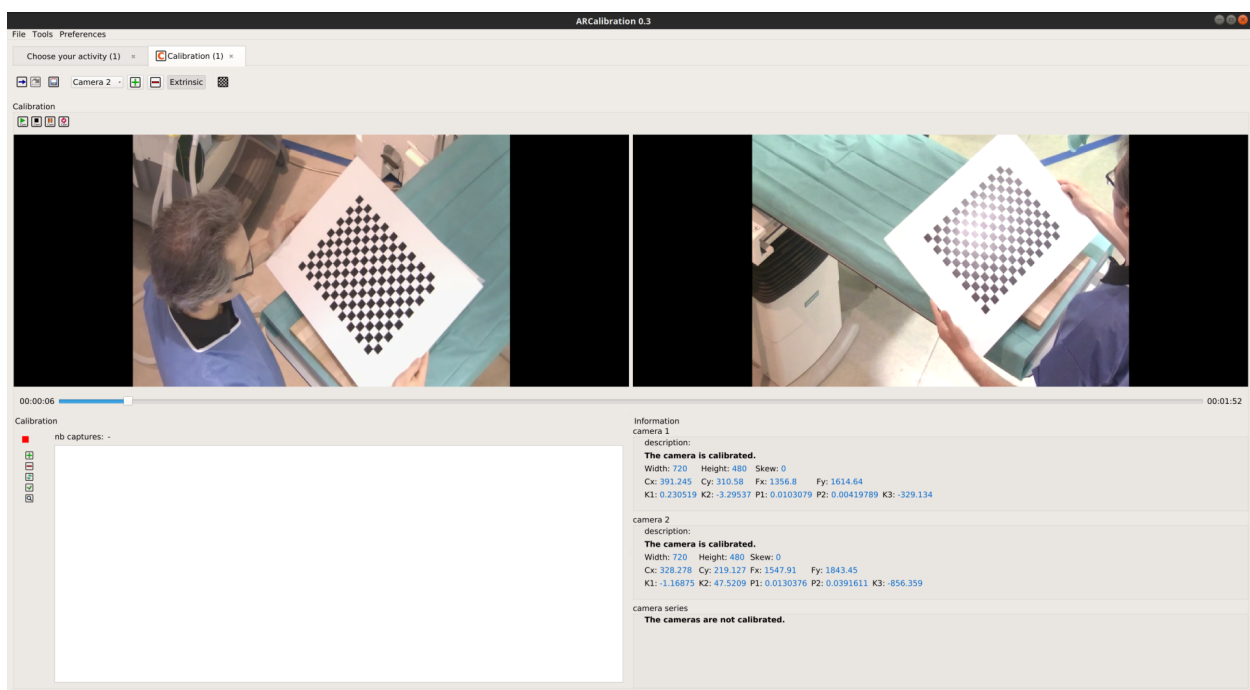 ARCalibration 0.3
File Tools Preferences
Choose your activity (1) Calibration (1)
Camera 2 Extrinsic
Calibration
00:00:06 00:01:52
Calibration
nb captures: -
Information
camera 1
description:
The camera is calibrated.
Width: 720 Height: 480 Skew: 0
Cx: 391.245 Cy: 310.58 Fx: 1356.8 Fy: 1614.64
K1: 0.230519 K2: -3.29537 P1: 0.0103079 P2: 0.00419789 K3: -329.134
camera 2
description:
The camera is calibrated.
Width: 720 Height: 480 Skew: 0
Cx: 328.278 Cy: 219.127 Fx: 1547.91 Fy: 1843.45
K1: -1.16875 K2: 47.5209 P1: 0.0130376 P2: 0.0391611 K3: -856.359
camera series
The cameras are not calibrated.